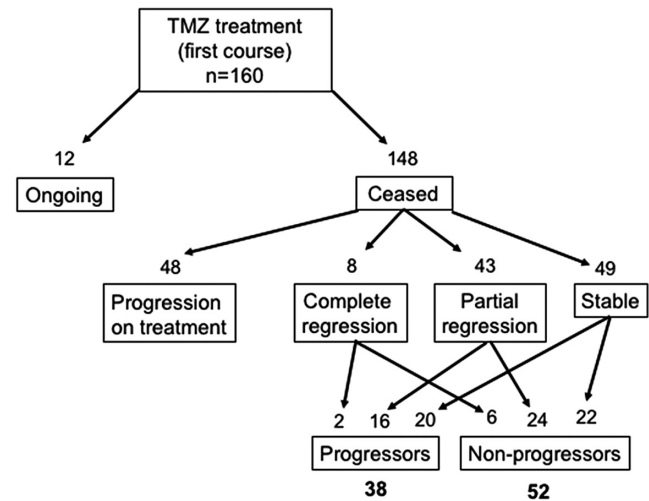 TMZ treatment
(first course)
n=160
12
148
Ongoing
Ceased
48
8
43
49
Progression
on treatment
Complete
regression
Partial
regression
Stable
2
16
20
6
24
22
Progressors
Non-progressors
38
52